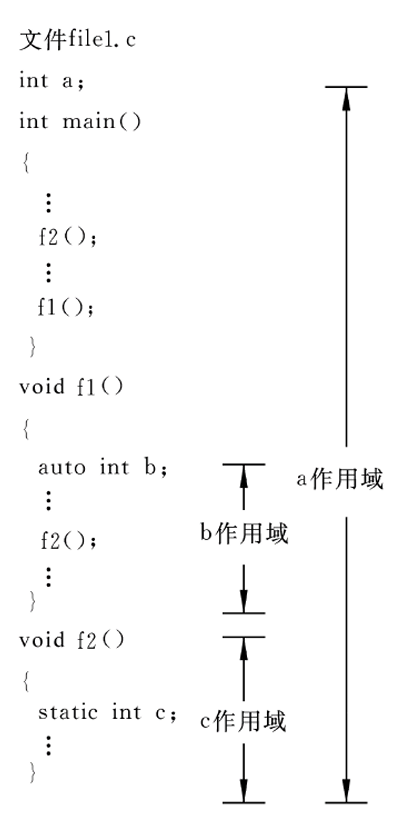 文件file1.c
int a;
int main()
{
⋮
f2();
⋮
f1();
}
void f1()
{
auto int b;
⋮
f2();
⋮
}
void f2()
{
static int c;
⋮
}
a作用域
b作用域
c作用域